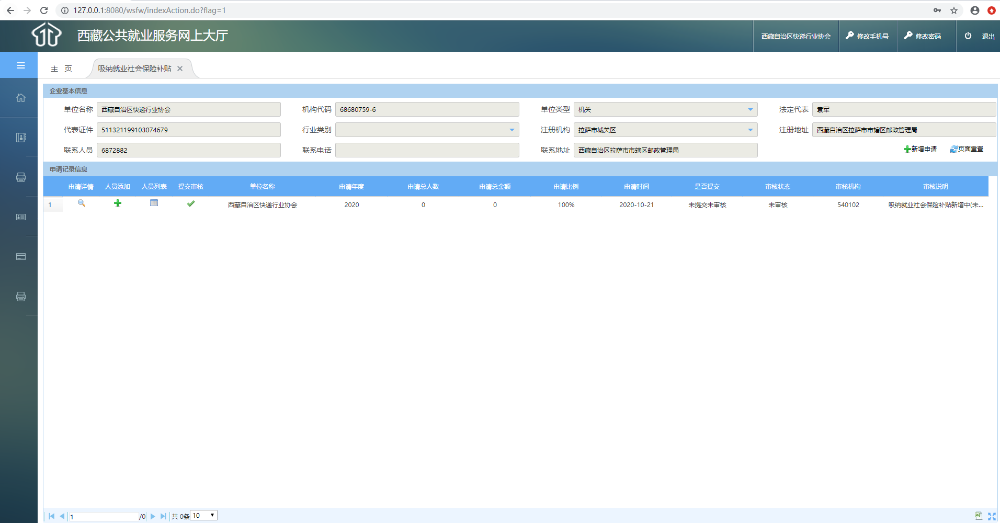 127.0.0.1:8080/wsfw/indexAction.do?flag=1
西藏公共就业服务网上大厅
西藏自治区快递行业协会 修改手机号 修改密码 退出
主 页 吸纳就业社会保险补贴
企业基本信息
单位名称 西藏自治区快递行业协会 机构代码 68680759-6 单位类型 机关 法定代表 袁军
代表证件 511321199103074679 行业类别 注册机构 拉萨市城关区 注册地址 西藏自治区拉萨市市辖区邮政管理局
联系人员 6872882 联系电话 联系地址 西藏自治区拉萨市市辖区邮政管理局 新增申请 页面重置
申请记录信息
申请详情 人员添加 人员列表 提交审核 单位名称 申请年度 申请总人数 申请总金额 申请比例 申请时间 是否提交 审核状态 审核机构 审核说明
1 西藏自治区快递行业协会 2020 0 0 100% 2020-10-21 未提交未审核 未审核 540102 吸纳就业社会保险补贴新增中(未...
1 /0 共 0条 10